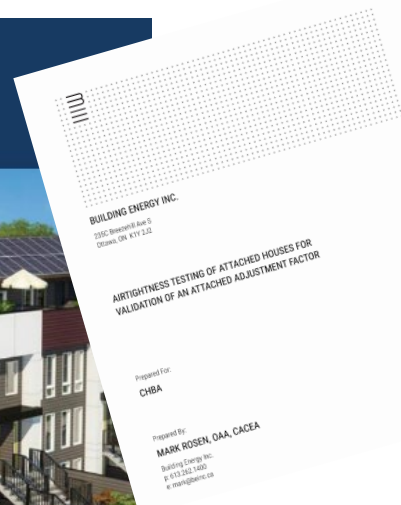 BUILDING ENERGY INC.
235C Breezehill Ave S
Ottawa, ON K1Y 2J2
AIRTIGHTNESS TESTING OF ATTACHED HOUSES FOR
VALIDATION OF AN ATTACHED ADJUSTMENT FACTOR
Prepared For:
CHBA
Prepared By:
MARK ROSEN, OAA, CACEA
Building Energy Inc.
p: 613.262.1400
e: mark@beinc.ca